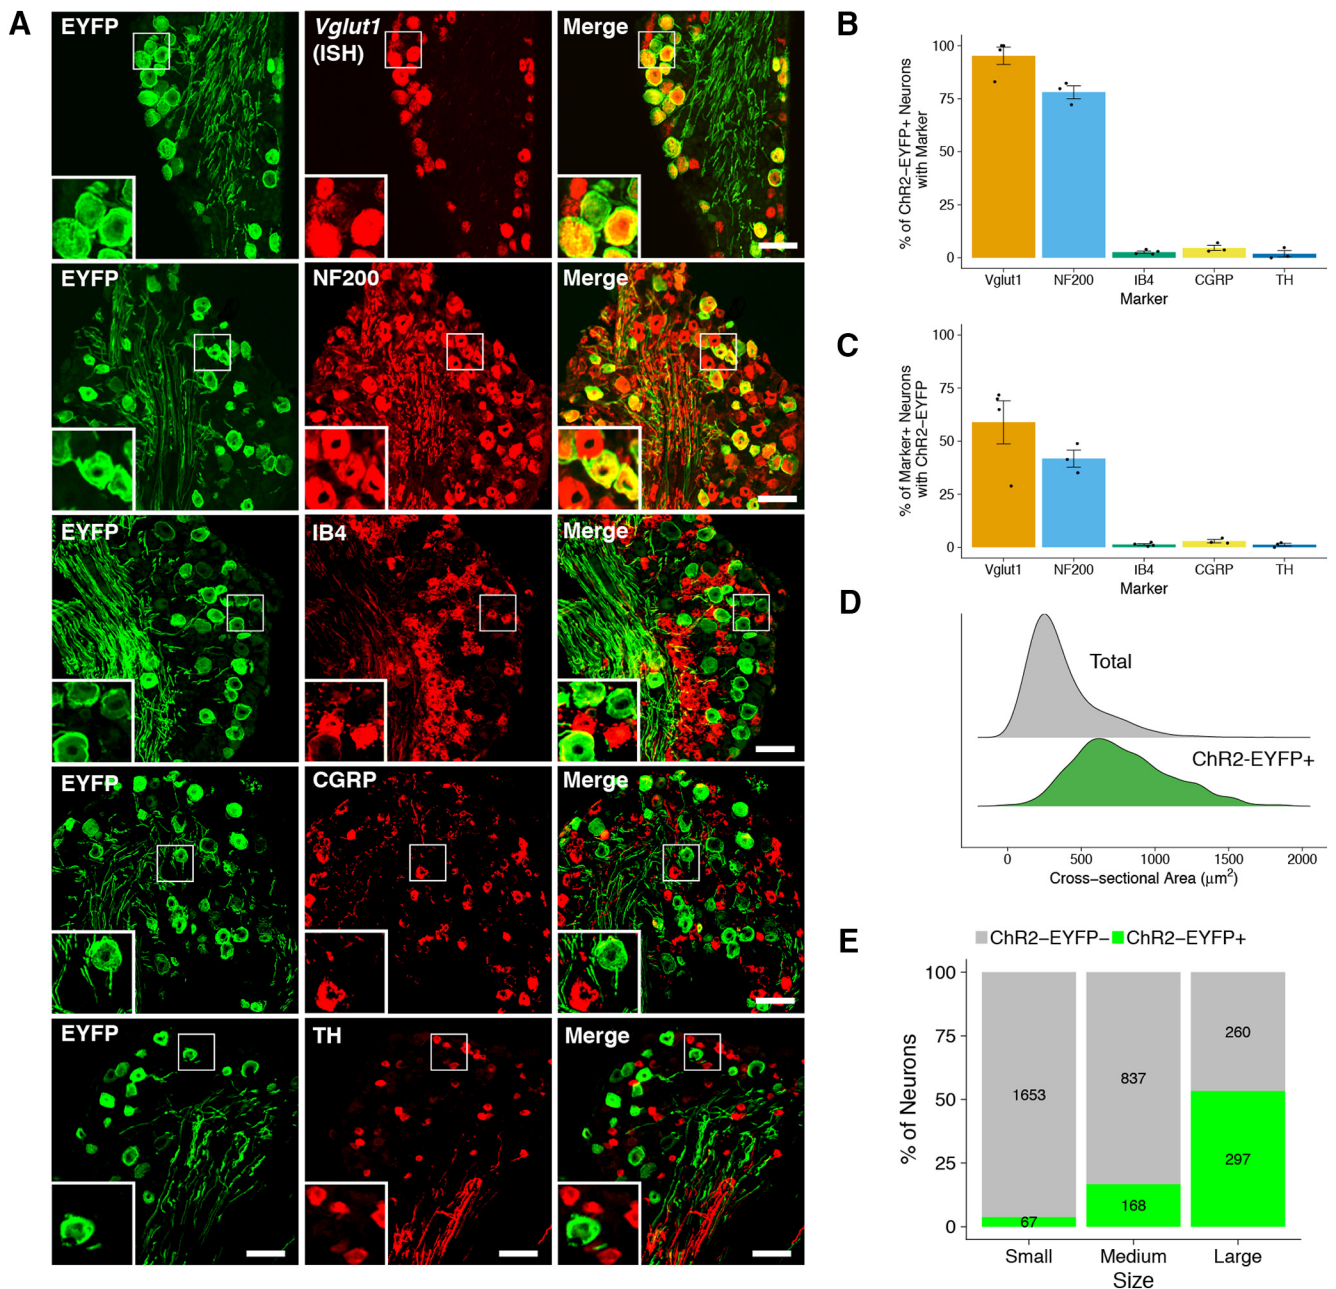 A
EYFP
Vglut1
(ISH)
Merge
EYFP
NF200
Merge
EYFP
IB4
Merge
EYFP
CGRP
Merge
EYFP
TH
Merge
B
% of ChR2−EYFP+ Neurons
with Marker
100
75
50
25
0
Vglut1 NF200 IB4 CGRP TH
Marker
C
% of Marker+ Neurons
with ChR2−EYFP
100
75
50
25
0
Vglut1 NF200 IB4 CGRP TH
Marker
D
Total
ChR2-EYFP+
0 500 1000 1500 2000
Cross−sectional Area (μm²)
E
ChR2−EYFP− ChR2−EYFP+
% of Neurons
100
75
50
25
0
1653
67
837
168
260
297
Small Medium Large
Size